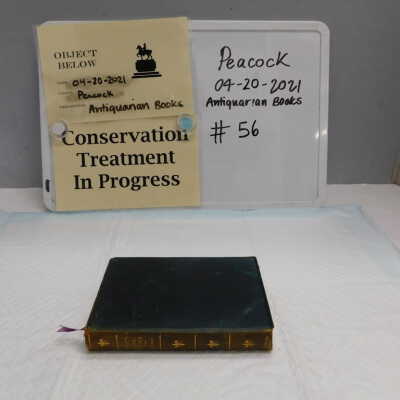 OBJECT
BELOW
04-20-2021
Peacock
Antiquarian Books
Conservation
Treatment
In Progress
Peacock
04-20-2021
Antiquarian Books
# 56